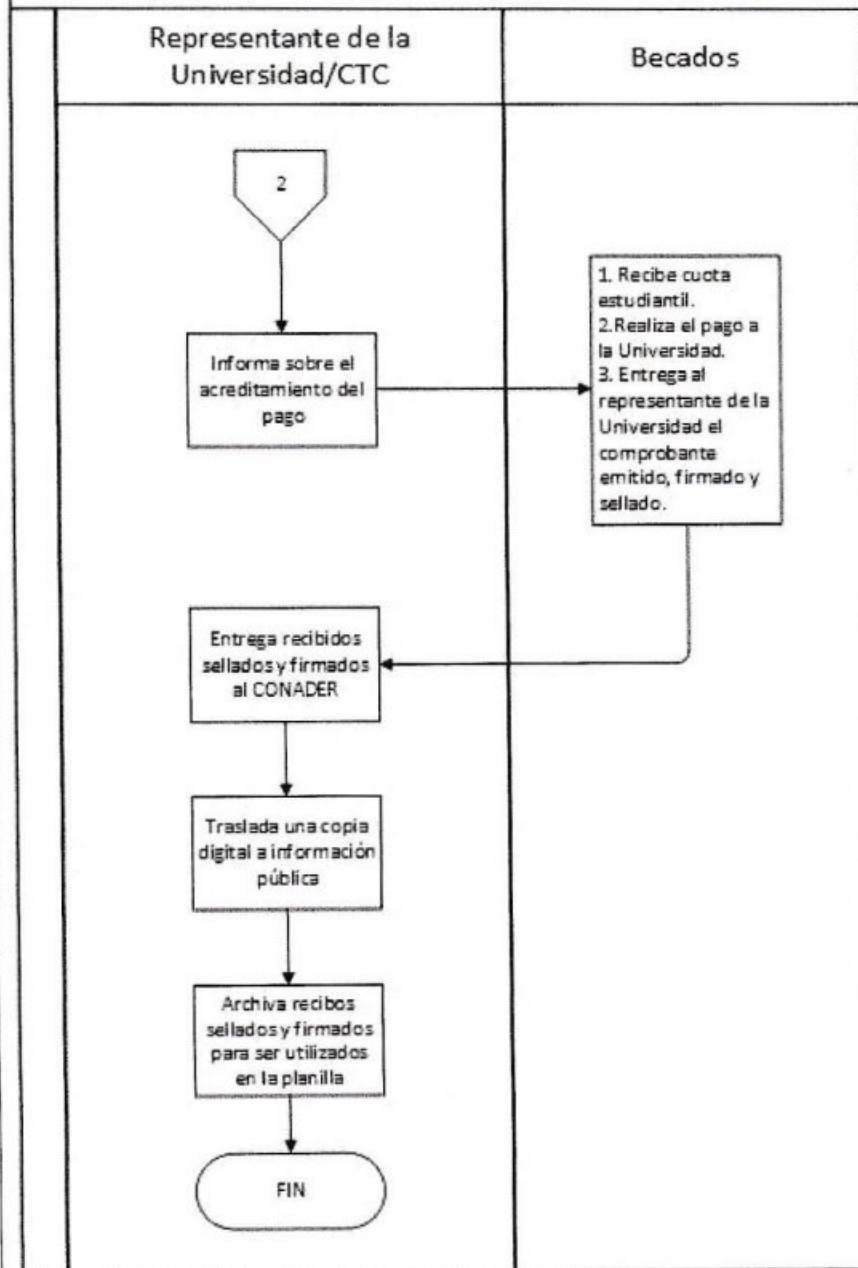 Representante de la
Universidad/CTC
Becados
2
Informa sobre el
acreditamiento del
pago
1. Recibe cuota
estudiantil.
2.Realiza el pago a
la Universidad.
3. Entrega al
representante de la
Universidad el
comprobante
emitido, firmado y
sellado.
Entrega recibidos
sellados y firmados
al CONADER
Traslada una copia
digital a información
pública
Archiva recibos
sellados y firmados
para ser utilizados
en la planilla
FIN